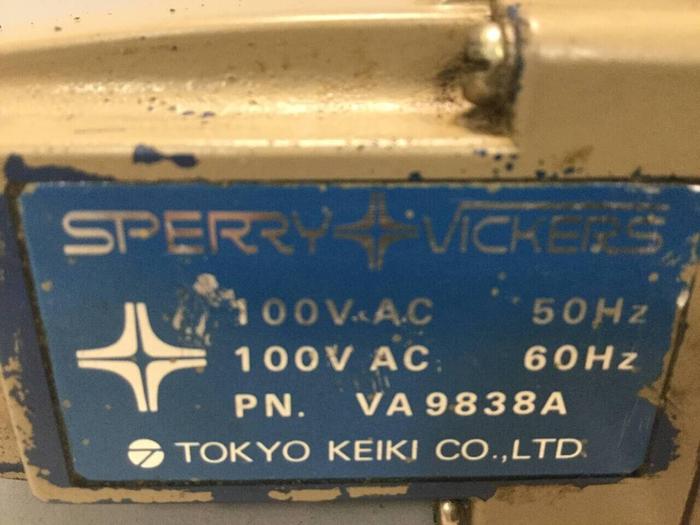 SPERRY VICKERS
100V AC 50Hz
100V AC 60Hz
PN. VA9838A
TOKYO KEIKI CO.,LTD